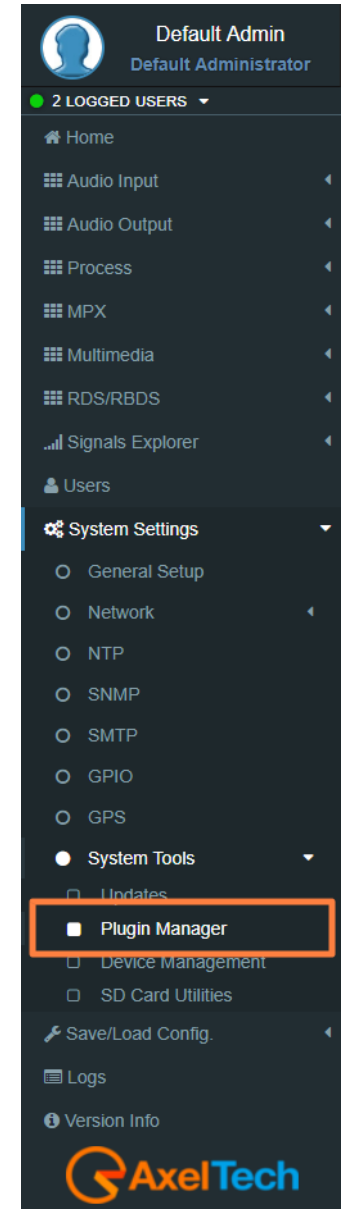 Default Admin
Default Administrator
2 LOGGED USERS
Home
Audio Input
Audio Output
Process
MPX
Multimedia
RDS/RBDS
Signals Explorer
Users
System Settings
General Setup
Network
NTP
SNMP
SMTP
GPIO
GPS
System Tools
Updates
Plugin Manager
Device Management
SD Card Utilities
Save/Load Config.
Logs
Version Info
AxelTech